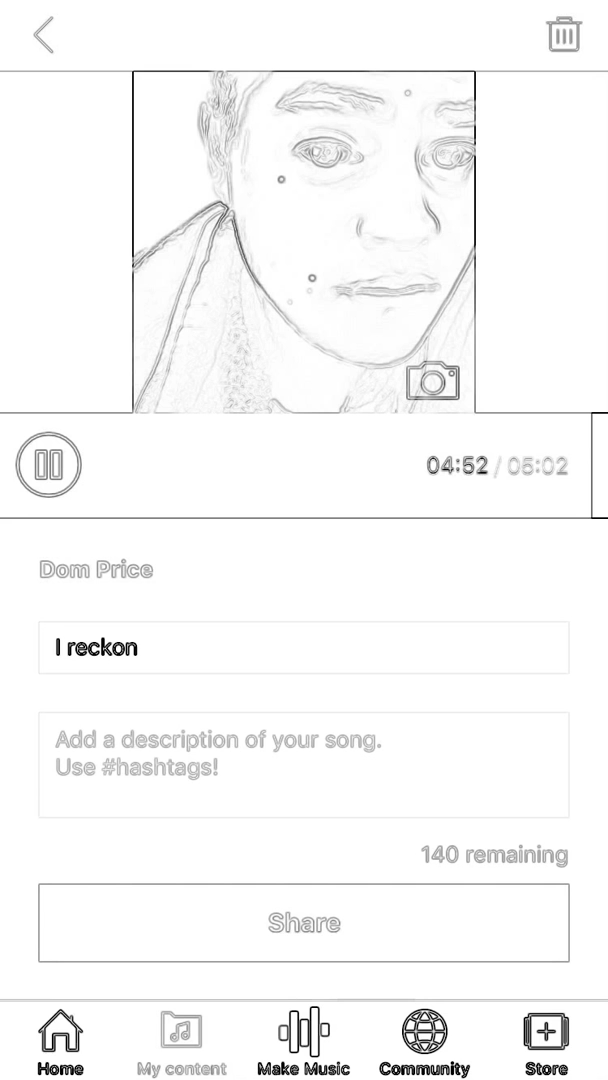 04:52 / 05:02
Dom Price
I reckon
Add a description of your song.
Use #hashtags!
140 remaining
Share
Home
My content
Make Music
Community
Store